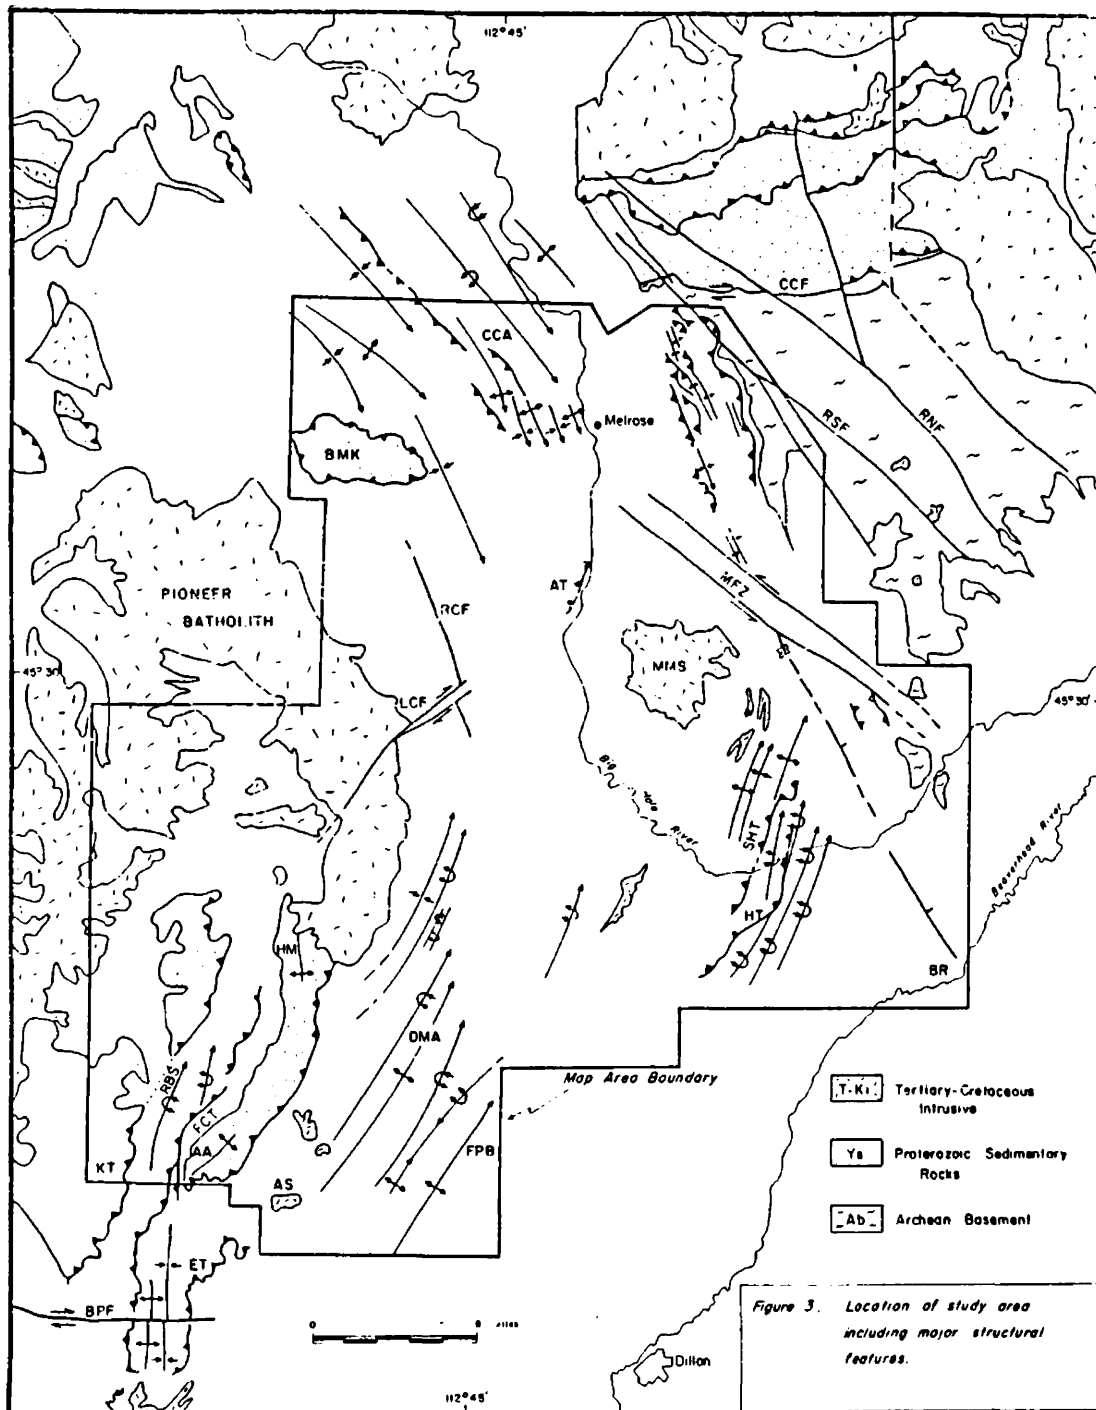 112°45'
CCF
CCA
Melrose
RSF
RNF
BMK
PIONEER
BATHOLITH
AT
RCF
MFZ
MMS
45°30'
45°30'
LCF
Big
Hole
River
SHT
Beaverhead River
HM
HT
BR
DMA
RBS
Map Area Boundary
FCT
AA
FPB
KT
AS
ET
BPF
T-Ki Tertiary-Cretaceous
Intrusive
Ys Proterozoic Sedimentary
Rocks
Ab Archean Basement
0
Figure 3. Location of study area
including major structural
features.
Dillon
112°45'